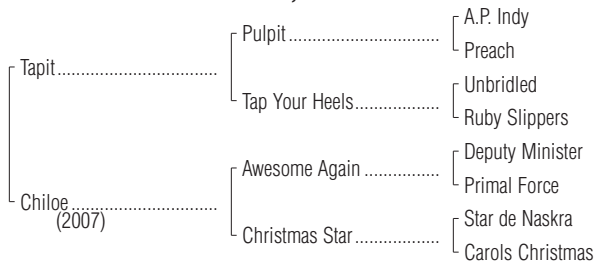 A.P. Indy
Pulpit
Preach
Tapit
Unbridled
Tap Your Heels
Ruby Slippers
Deputy Minister
Awesome Again
Primal Force
Chiloe
(2007)
Star de Naskra
Christmas Star
Carols Christmas